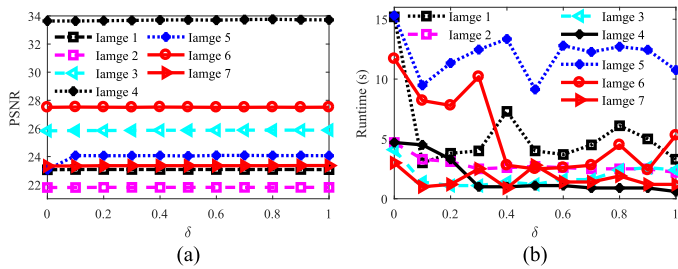 34
32
30
28
26
24
22
PSNR
Iamge 1
Iamge 2
Iamge 3
Iamge 4
Iamge 5
Iamge 6
Iamge 7
0
0.2
0.4
0.6
0.8
1
δ
(a)
15
10
5
0
Runtime (s)
Iamge 1
Iamge 2
Iamge 3
Iamge 4
Iamge 5
Iamge 6
Iamge 7
0
0.2
0.4
0.6
0.8
1
δ
(b)